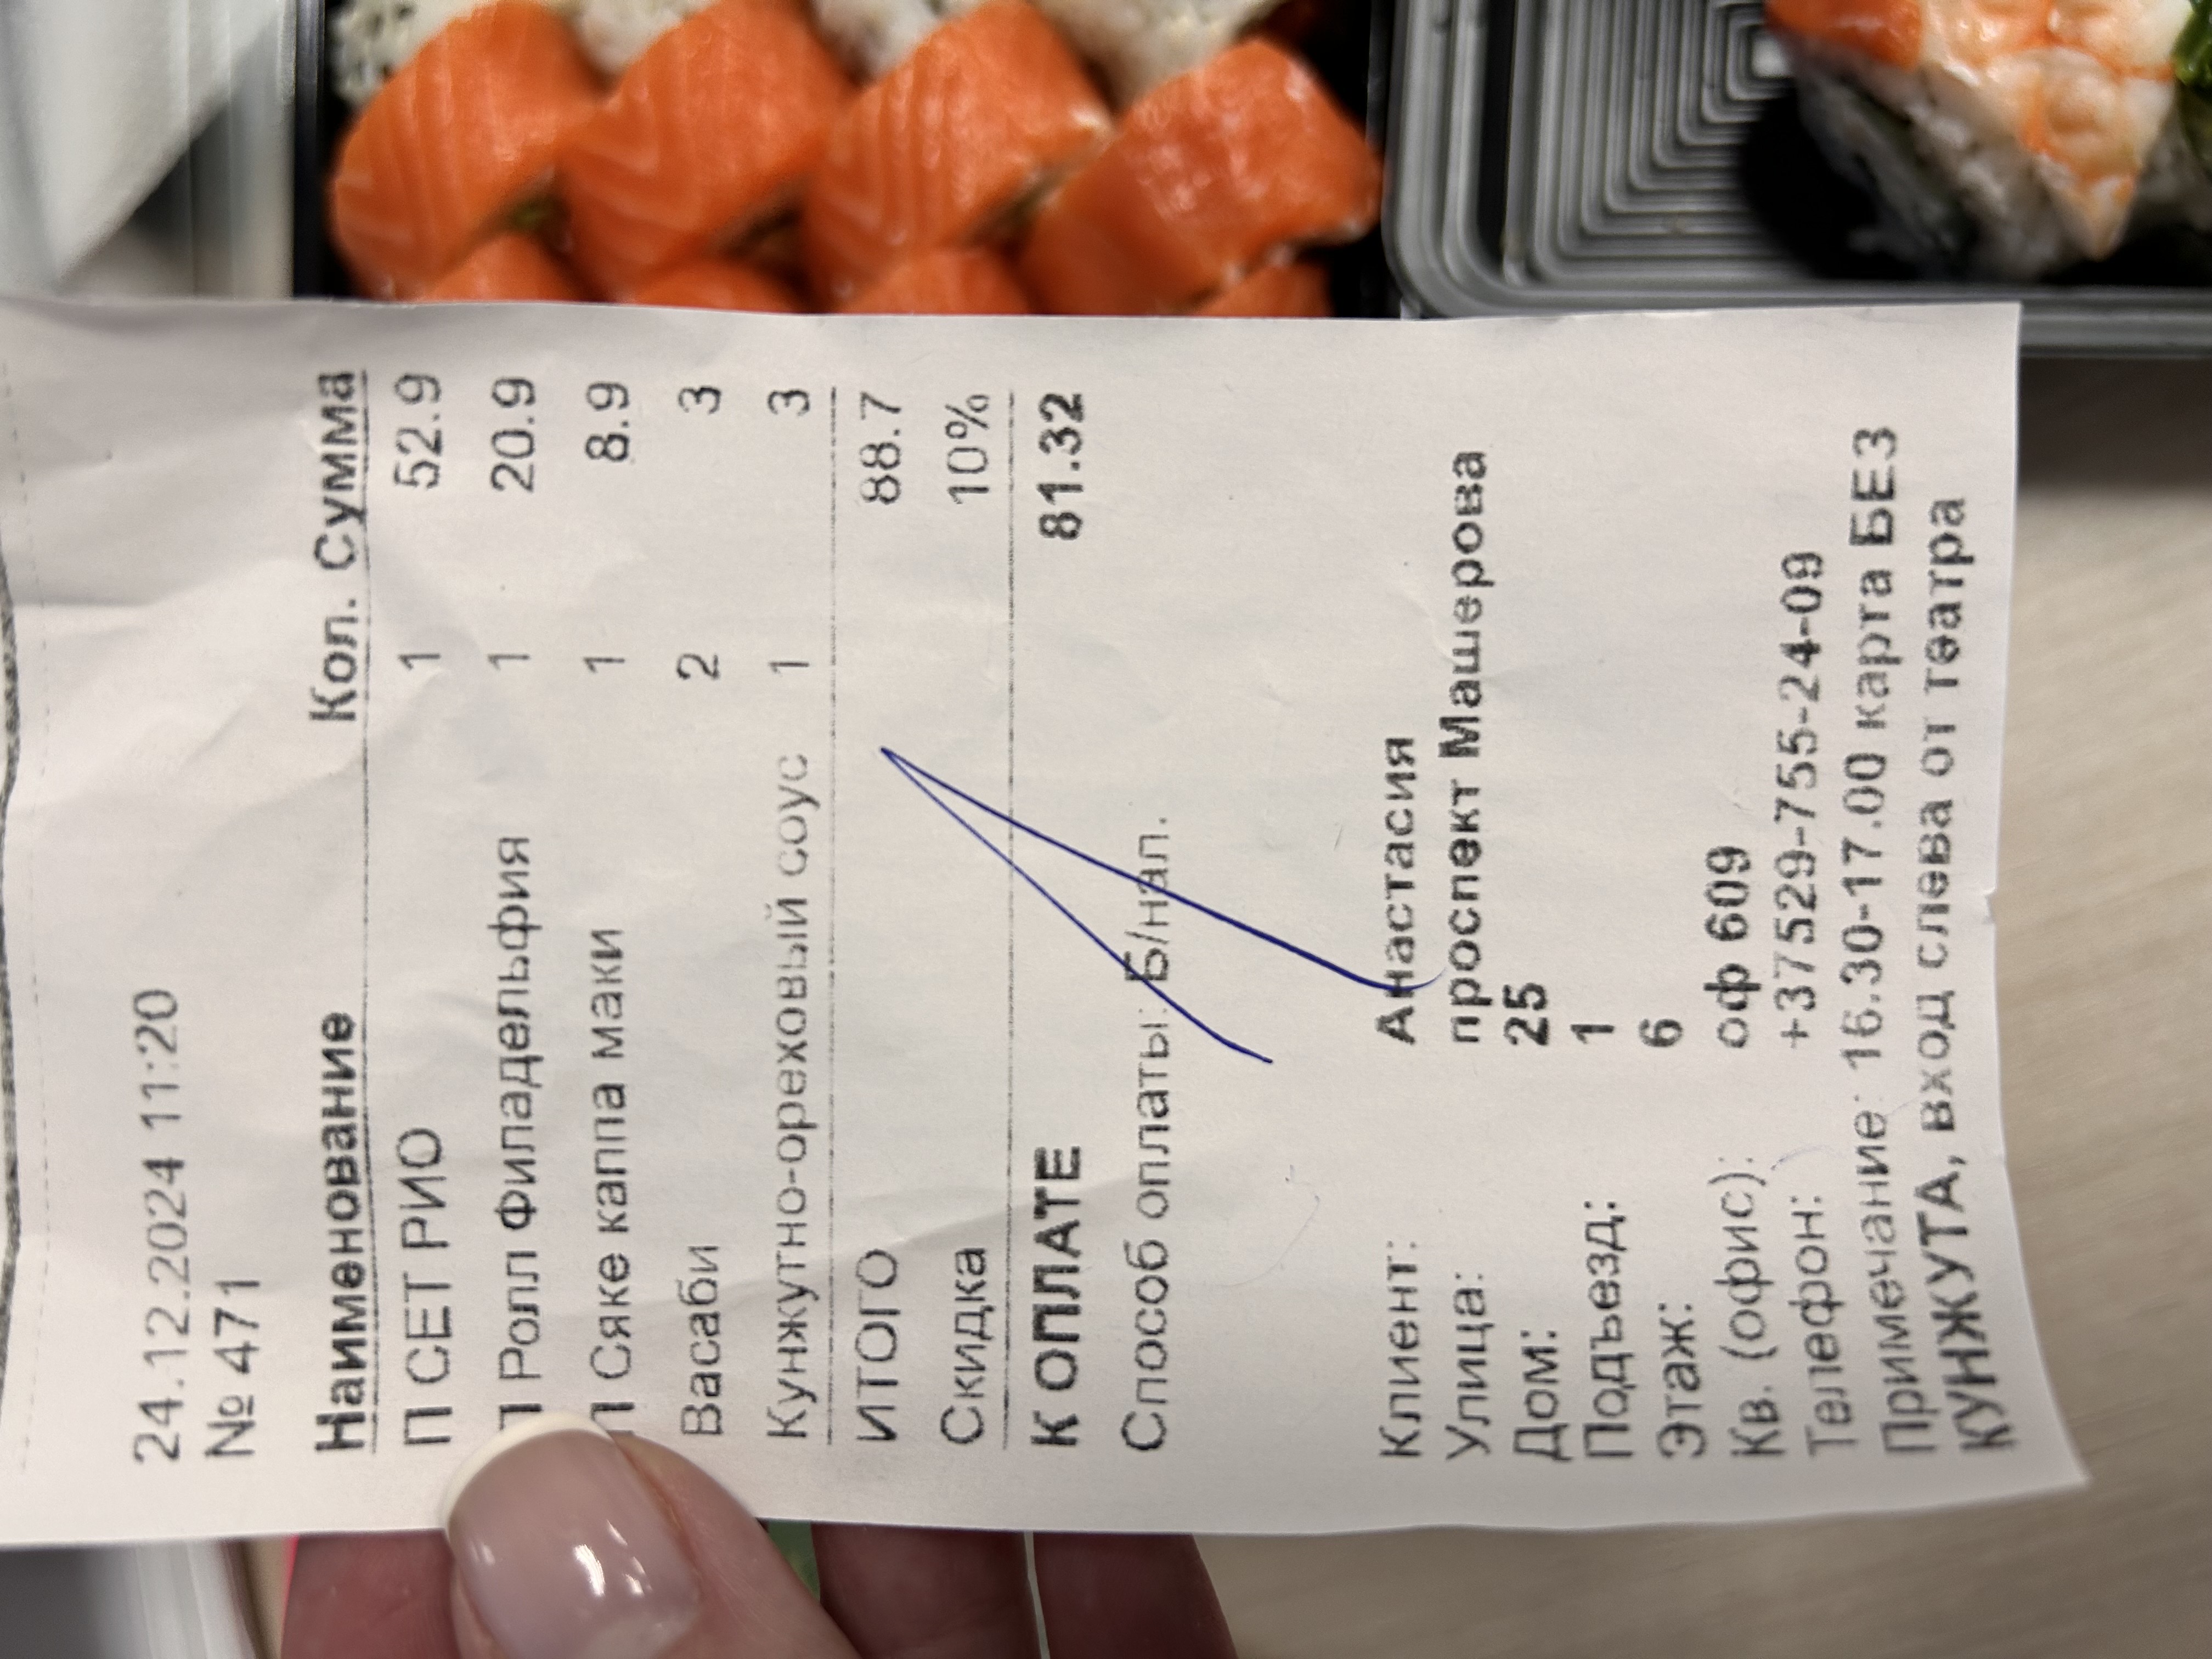 24.12.2024 11:20
№ 471
Наименование Кол. Сумма
П СЕТ РИО 1 52.9
П Ролл Филадельфия 1 20.9
П Сяке каппа маки 1 8.9
Васаби 2 3
Кунжутно-ореховый соус 1 3
ИТОГО 88.7
Скидка 10%
К ОПЛАТЕ 81.32
Способ оплаты: Б/нал.
Клиент: Анастасия
Улица: проспект Машерова
Дом: 25
Подъезд: 1
Этаж: 6
Кв. (офис): оф 609
Телефон: +37529-755-24-09
Примечание: 16.30-17.00 карта БЕЗ
КУНЖУТА, вход слева от театра